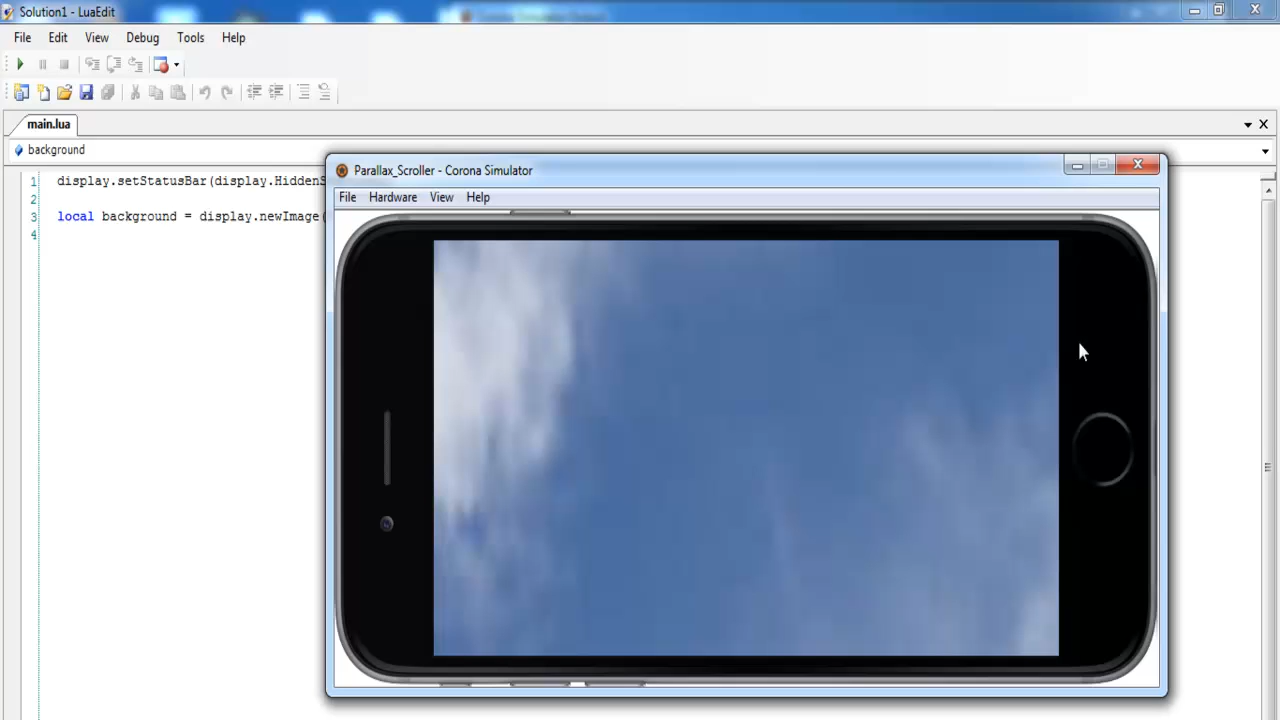 Solution1 - LuaEdit
File Edit View Debug Tools Help
main.lua
background
Parallax_Scroller - Corona Simulator
File Hardware View Help
1 display.setStatusBar(display.HiddenS
2
3 local background = display.newImage(
4